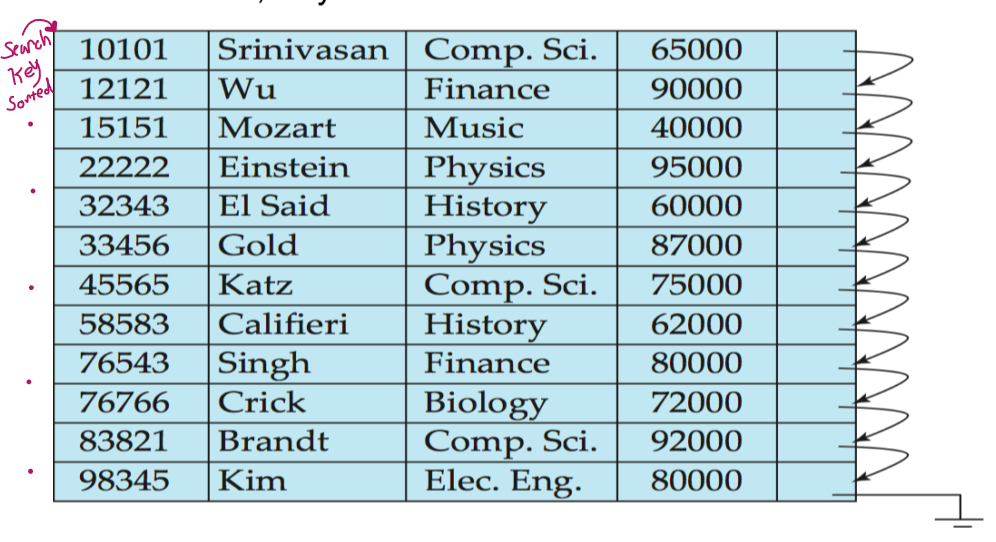 Search
Key
Sorted
10101 Srinivasan Comp. Sci. 65000
12121 Wu Finance 90000
15151 Mozart Music 40000
22222 Einstein Physics 95000
32343 El Said History 60000
33456 Gold Physics 87000
45565 Katz Comp. Sci. 75000
58583 Califieri History 62000
76543 Singh Finance 80000
76766 Crick Biology 72000
83821 Brandt Comp. Sci. 92000
98345 Kim Elec. Eng. 80000